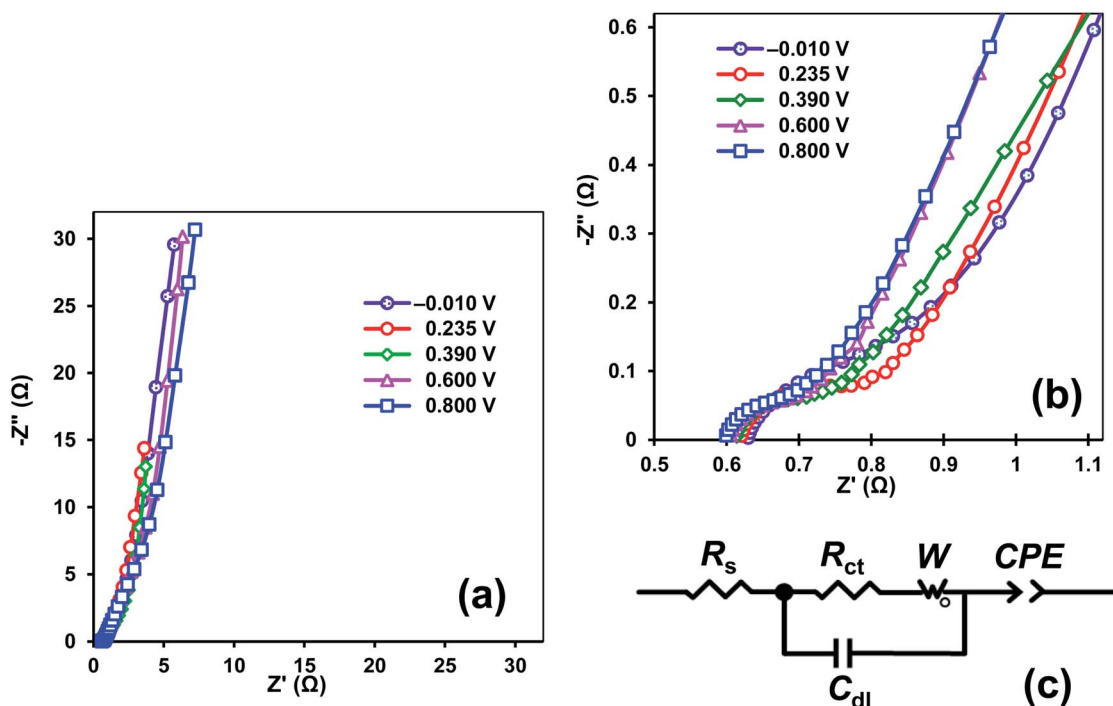 30
25
20
15
10
5
0
0
5
10
15
20
25
30
-Z'' (Ω)
Z' (Ω)
–0.010 V
0.235 V
0.390 V
0.600 V
0.800 V
(a)
0.6
0.5
0.4
0.3
0.2
0.1
0
0.5
0.6
0.7
0.8
0.9
1
1.1
-Z'' (Ω)
Z' (Ω)
–0.010 V
0.235 V
0.390 V
0.600 V
0.800 V
(b)
Rs
Rct
W
CPE
Cdl
(c)